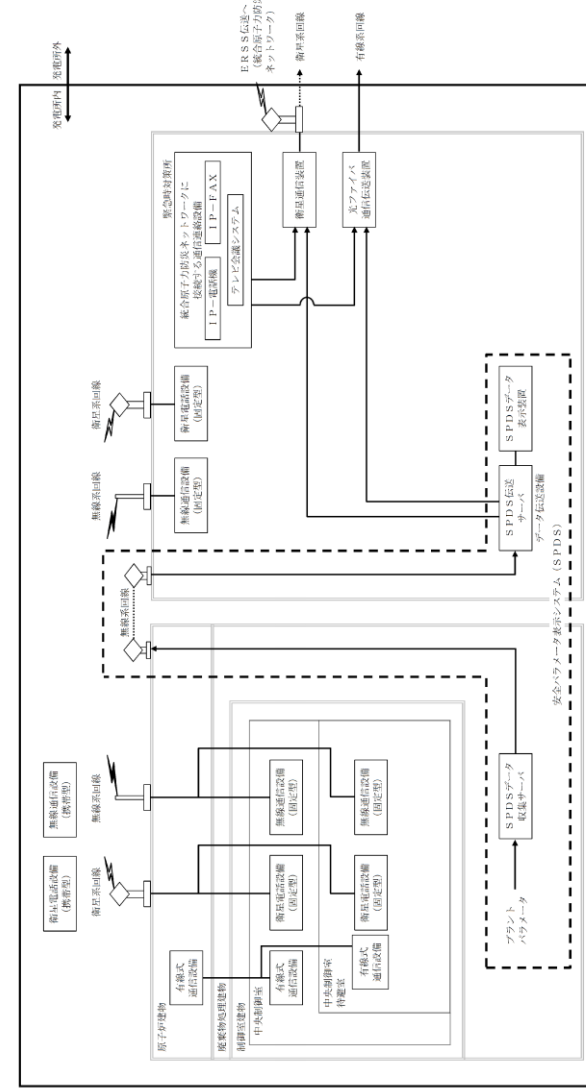 発電所内
発電所外
ERSS伝送へ
(統合原子力防災
ネットワーク)
衛星系回線
有線系回線
緊急時対策所
統合原子力防災ネットワークに
接続する通信連絡設備
IP-電話機
IP-FAX
テレビ会議システム
衛星通信装置
光ファイバ
通信伝送装置
衛星系回線
衛星電話設備
(固定型)
無線系回線
無線通信設備
(固定型)
無線系回線
SPDSデータ
表示装置
SPDS伝送
サーバ
データ伝送設備
安全パラメータ表示システム(SPDS)
無線通信設備
(携帯型)
無線系回線
衛星電話設備
(携帯型)
衛星系回線
原子炉建物
有線式
通信設備
廃棄物処理建物
制御室建物
中央制御室
有線式
通信設備
衛星電話設備
(固定型)
無線通信設備
(固定型)
中央制御室
待避室
有線式
通信設備
衛星電話設備
(固定型)
無線通信設備
(固定型)
プラント
パラメータ
SPDSデータ
収集サーバ